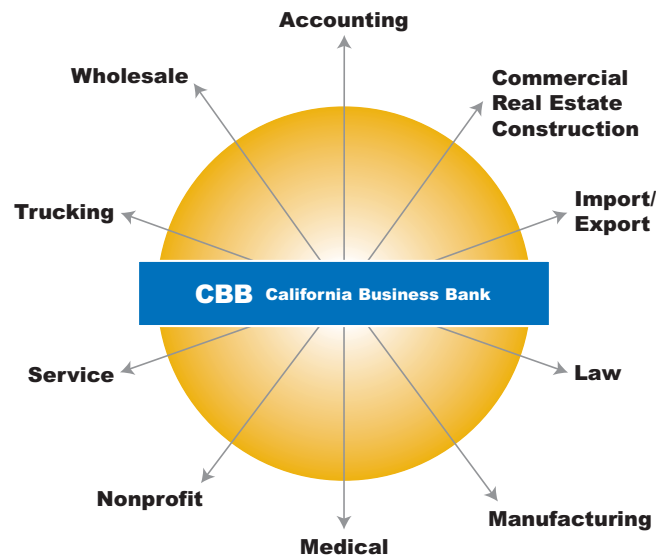 Accounting
Wholesale
Commercial
Real Estate
Construction
Trucking
Import/
Export
CBB California Business Bank
Service
Law
Nonprofit
Manufacturing
Medical